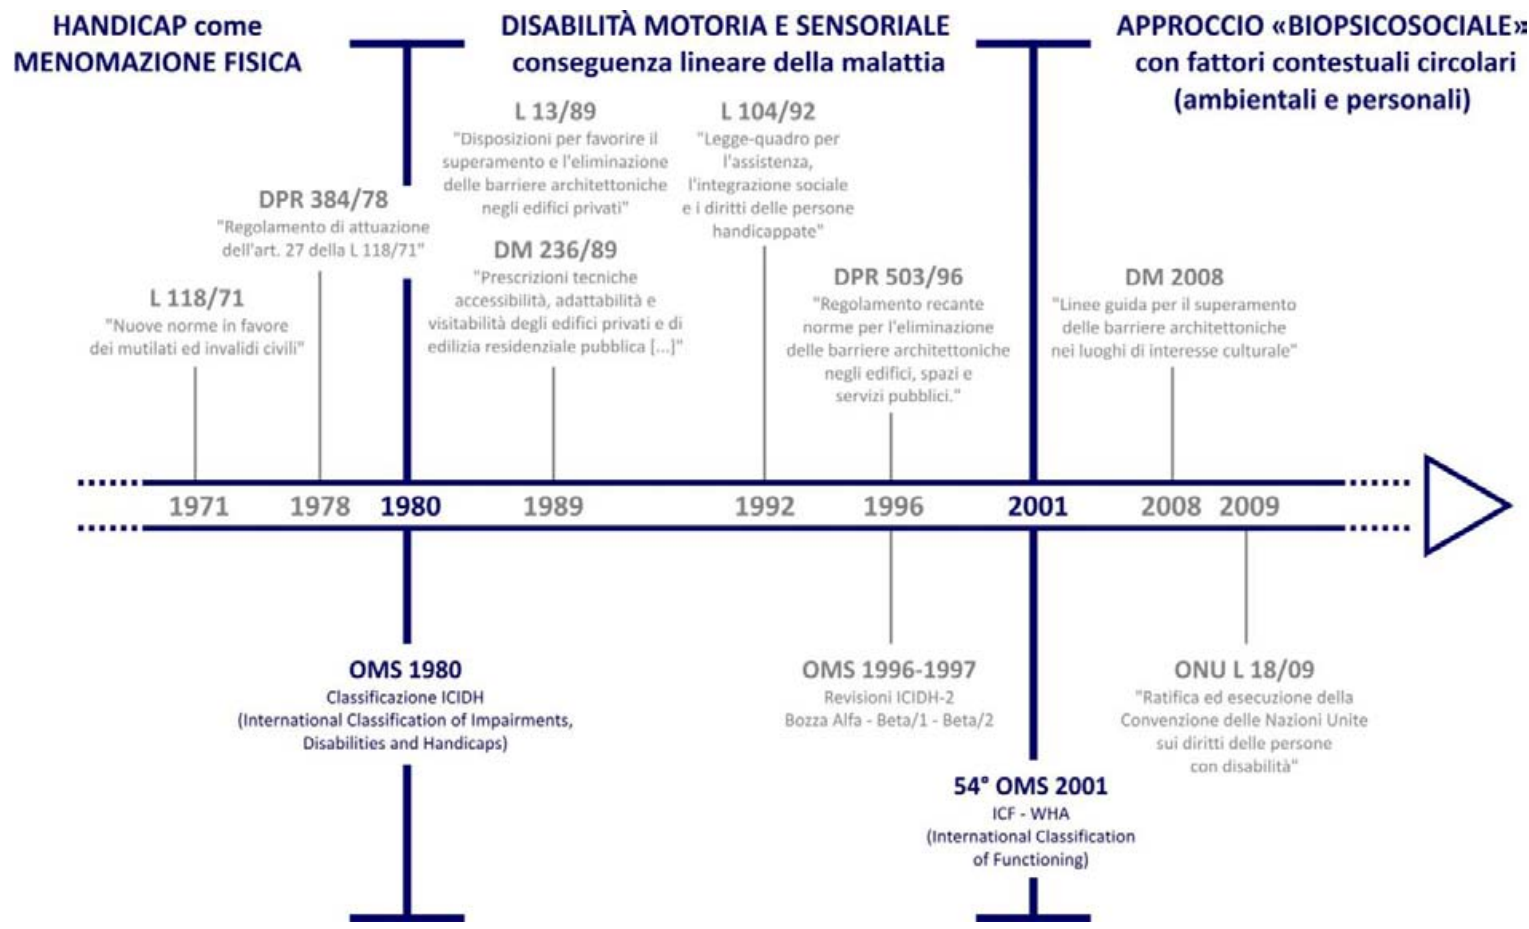 HANDICAP come
MENOMAZIONE FISICA
DISABILITÀ MOTORIA E SENSORIALE
conseguenza lineare della malattia
APPROCCIO «BIOPSICOSOCIALE»
con fattori contestuali circolari
(ambientali e personali)
L 118/71
"Nuove norme in favore
dei mutilati ed invalidi civili"
DPR 384/78
"Regolamento di attuazione
dell'art. 27 della L 118/71"
L 13/89
"Disposizioni per favorire il
superamento e l'eliminazione
delle barriere architettoniche
negli edifici privati"
DM 236/89
"Prescrizioni tecniche
accessibilità, adattabilità e
visitabilità degli edifici privati e di
edilizia residenziale pubblica [...]"
L 104/92
"Legge-quadro per
l'assistenza,
l'integrazione sociale
e i diritti delle persone
handicappate"
DPR 503/96
"Regolamento recante
norme per l'eliminazione
delle barriere architettoniche
negli edifici, spazi e
servizi pubblici."
DM 2008
"Linee guida per il superamento
delle barriere architettoniche
nei luoghi di interesse culturale"
1971 1978 1980 1989 1992 1996 2001 2008 2009
OMS 1980
Classificazione ICIDH
(International Classification of Impairments,
Disabilities and Handicaps)
OMS 1996-1997
Revisioni ICIDH-2
Bozza Alfa - Beta/1 - Beta/2
54° OMS 2001
ICF - WHA
(International Classification
of Functioning)
ONU L 18/09
"Ratifica ed esecuzione della
Convenzione delle Nazioni Unite
sui diritti delle persone
con disabilità"